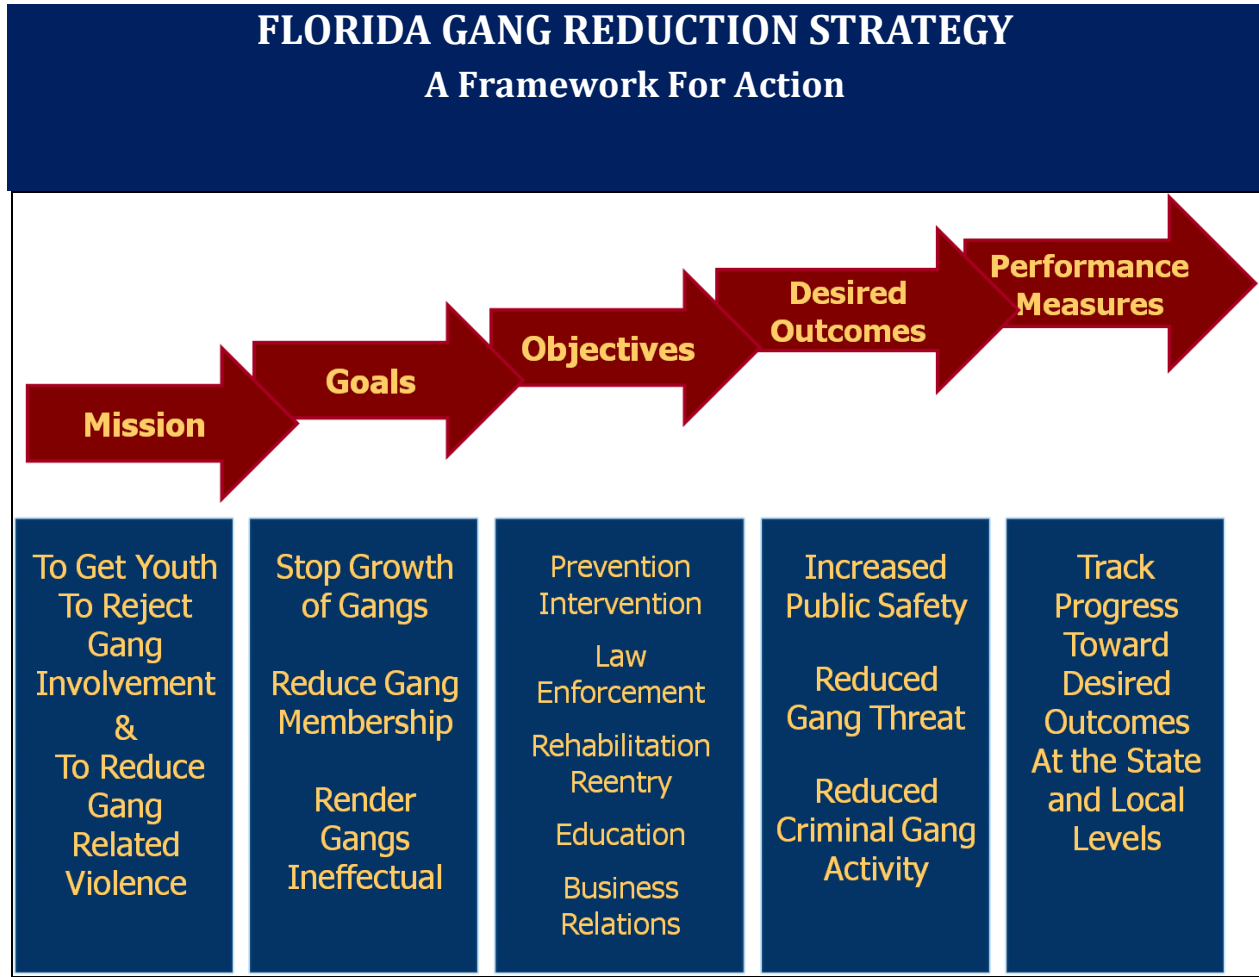 FLORIDA GANG REDUCTION STRATEGY
A Framework For Action
Mission
Goals
Objectives
Desired
Outcomes
Performance
Measures
To Get Youth
To Reject
Gang
Involvement
&
To Reduce
Gang
Related
Violence
Stop Growth
of Gangs
Reduce Gang
Membership
Render
Gangs
Ineffectual
Prevention
Intervention
Law
Enforcement
Rehabilitation
Reentry
Education
Business
Relations
Increased
Public Safety
Reduced
Gang Threat
Reduced
Criminal Gang
Activity
Track
Progress
Toward
Desired
Outcomes
At the State
and Local
Levels